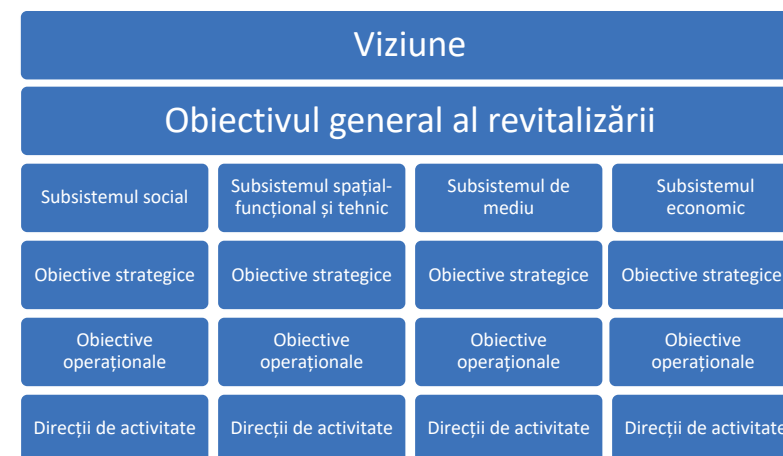 Viziune
Obiectivul general al revitalizării
Subsistemul social
Subsistemul spațial-
funcțional și tehnic
Subsistemul de
mediu
Subsistemul
economic
Obiective strategice
Obiective strategice
Obiective strategice
Obiective strategice
Obiective
operaționale
Obiective
operaționale
Obiective
operaționale
Obiective
operaționale
Direcții de activitate
Direcții de activitate
Direcții de activitate
Direcții de activitate